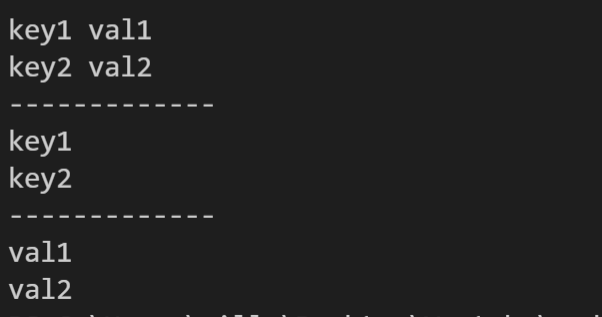 key1 val1
key2 val2
-------------
key1
key2
-------------
val1
val2